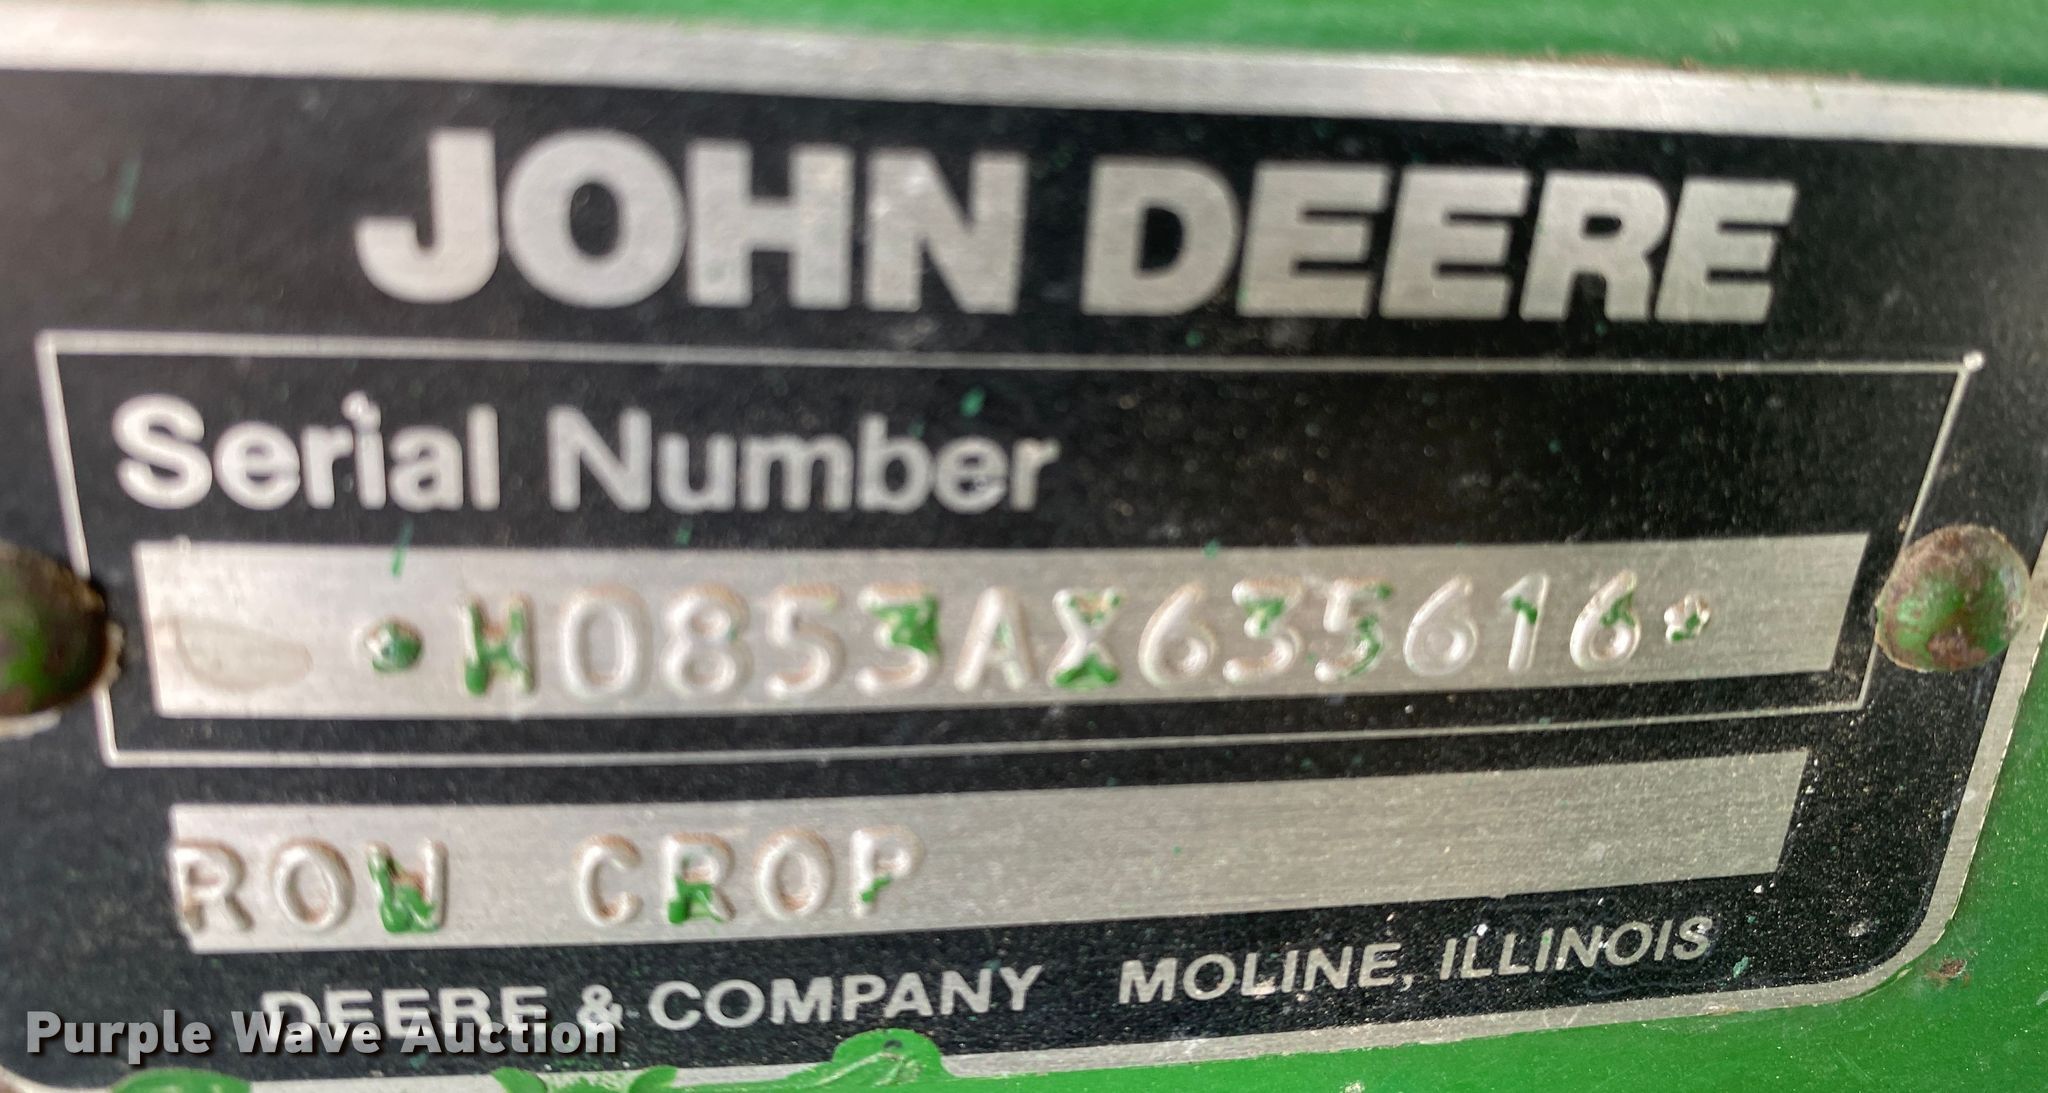 JOHN DEERE
Serial Number
*H0853AX635616*
ROW CROP
DEERE & COMPANY MOLINE, ILLINOIS
Purple Wave Auction